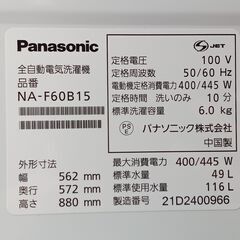 Panasonic
全自動電気洗濯機
品番
NA-F60B15
外形寸法
幅 562 mm
奥行 572 mm
高さ 880 mm
JET
定格電圧 100 V
定格周波数 50/60 Hz
定格電動機消費電力 400/445 W
定格時間 洗いのみ 10 分
標準洗濯容量 6.0 kg
PS
E
パナソニック株式会社
中国製
最大消費電力 400/445 W
標準水量 49 L
標準使用水量 116 L
21D2400966